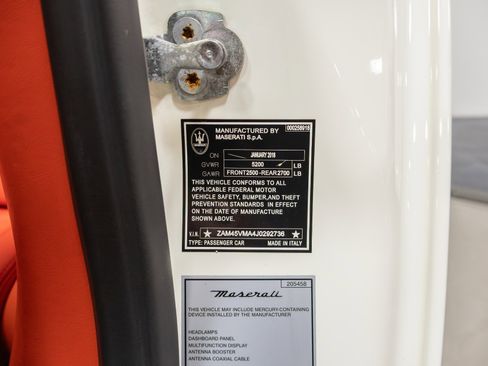 MANUFACTURED BY
MASERATI S.p.A.
000258918
ON JANUARY 2018
GVWR 5200 LB
GAWR FRONT2500-REAR2700 LB
THIS VEHICLE CONFORMS TO ALL
APPLICABLE FEDERAL MOTOR
VEHICLE SAFETY, BUMPER,AND THEFT
PREVENTION STANDARDS IN EFFECT
ON THE DATE OF MANUFACTURE
SHOWN ABOVE.
V.I.N. ★ ZAM45VMA4J0292736 ★
TYPE: PASSENGER CAR MADE IN ITALY
205458
Maserati
THIS VEHICLE MAY INCLUDE MERCURY-CONTAINING
DEVICE INSTALLED BY THE MANUFACTURER:
HEADLAMPS
DASHBOARD PANEL
MULTIFUNCTION DISPLAY
ANTENNA BOOSTER
ANTENNA COAXIAL CABLE